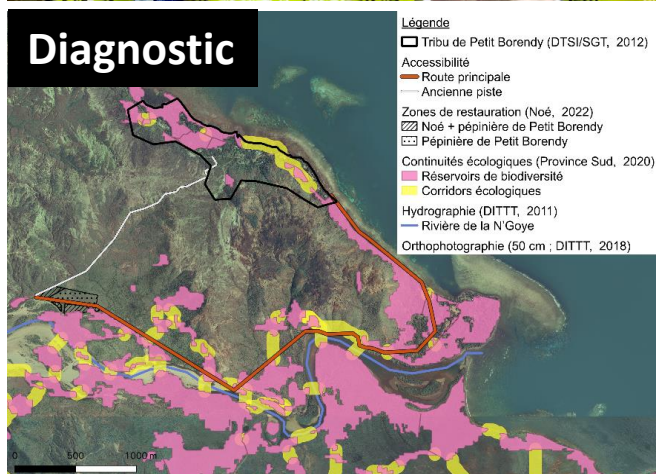 Diagnostic
Légende
Tribu de Petit Borendy (DTSI/SGT, 2012)
Accessibilité
Route principale
Ancienne piste
Zones de restauration (Noé, 2022)
Noé + pépinière de Petit Borendy
Pépinière de Petit Borendy
Continuités écologiques (Province Sud, 2020)
Réservoirs de biodiversité
Corridors écologiques
Hydrographie (DITTT, 2011)
Rivière de la N'Goye
Orthophotographie (50 cm ; DITTT, 2018)
0 500 1000 m